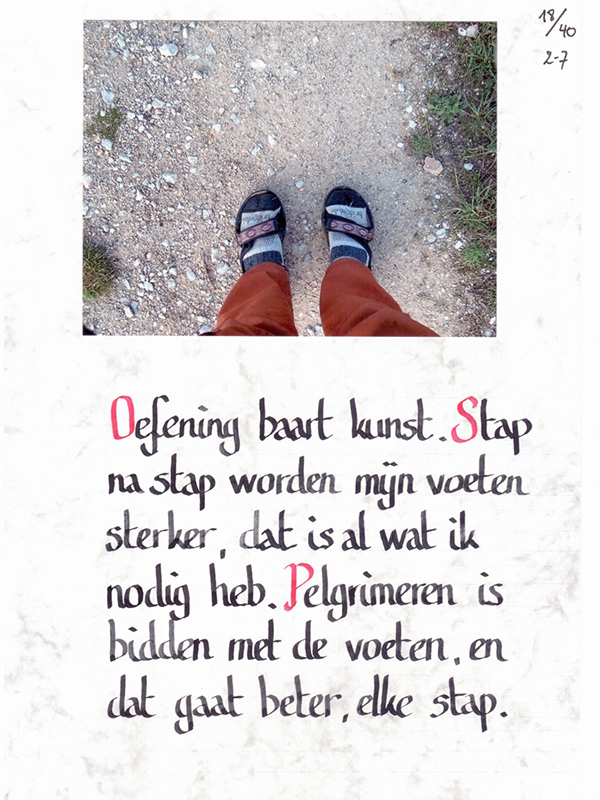 18/40
2-7
Oefening baart kunst. Stap
na stap worden mijn voeten
sterker, dat is al wat ik
nodig heb. Pelgrimeren is
bidden met de voeten, en
dat gaat beter, elke stap.